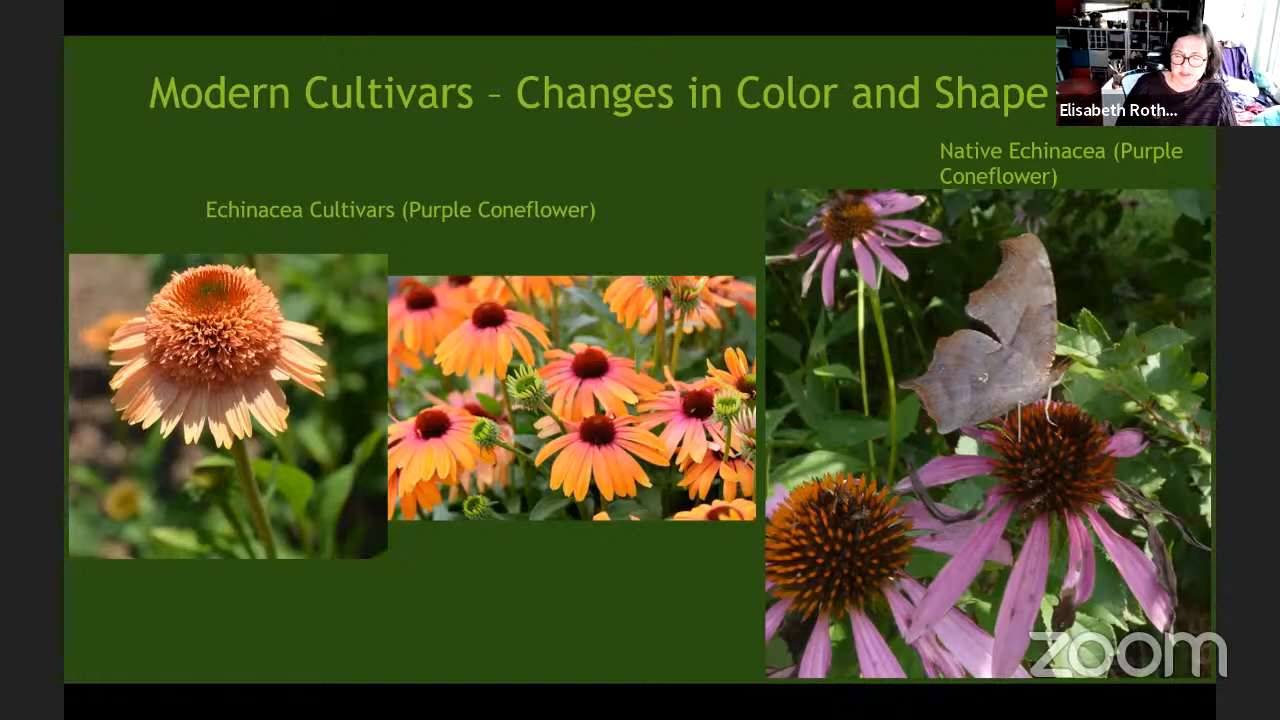 Modern Cultivars – Changes in Color and Shape
Elisabeth Roth...
Native Echinacea (Purple
Coneflower)
Echinacea Cultivars (Purple Coneflower)
zoom